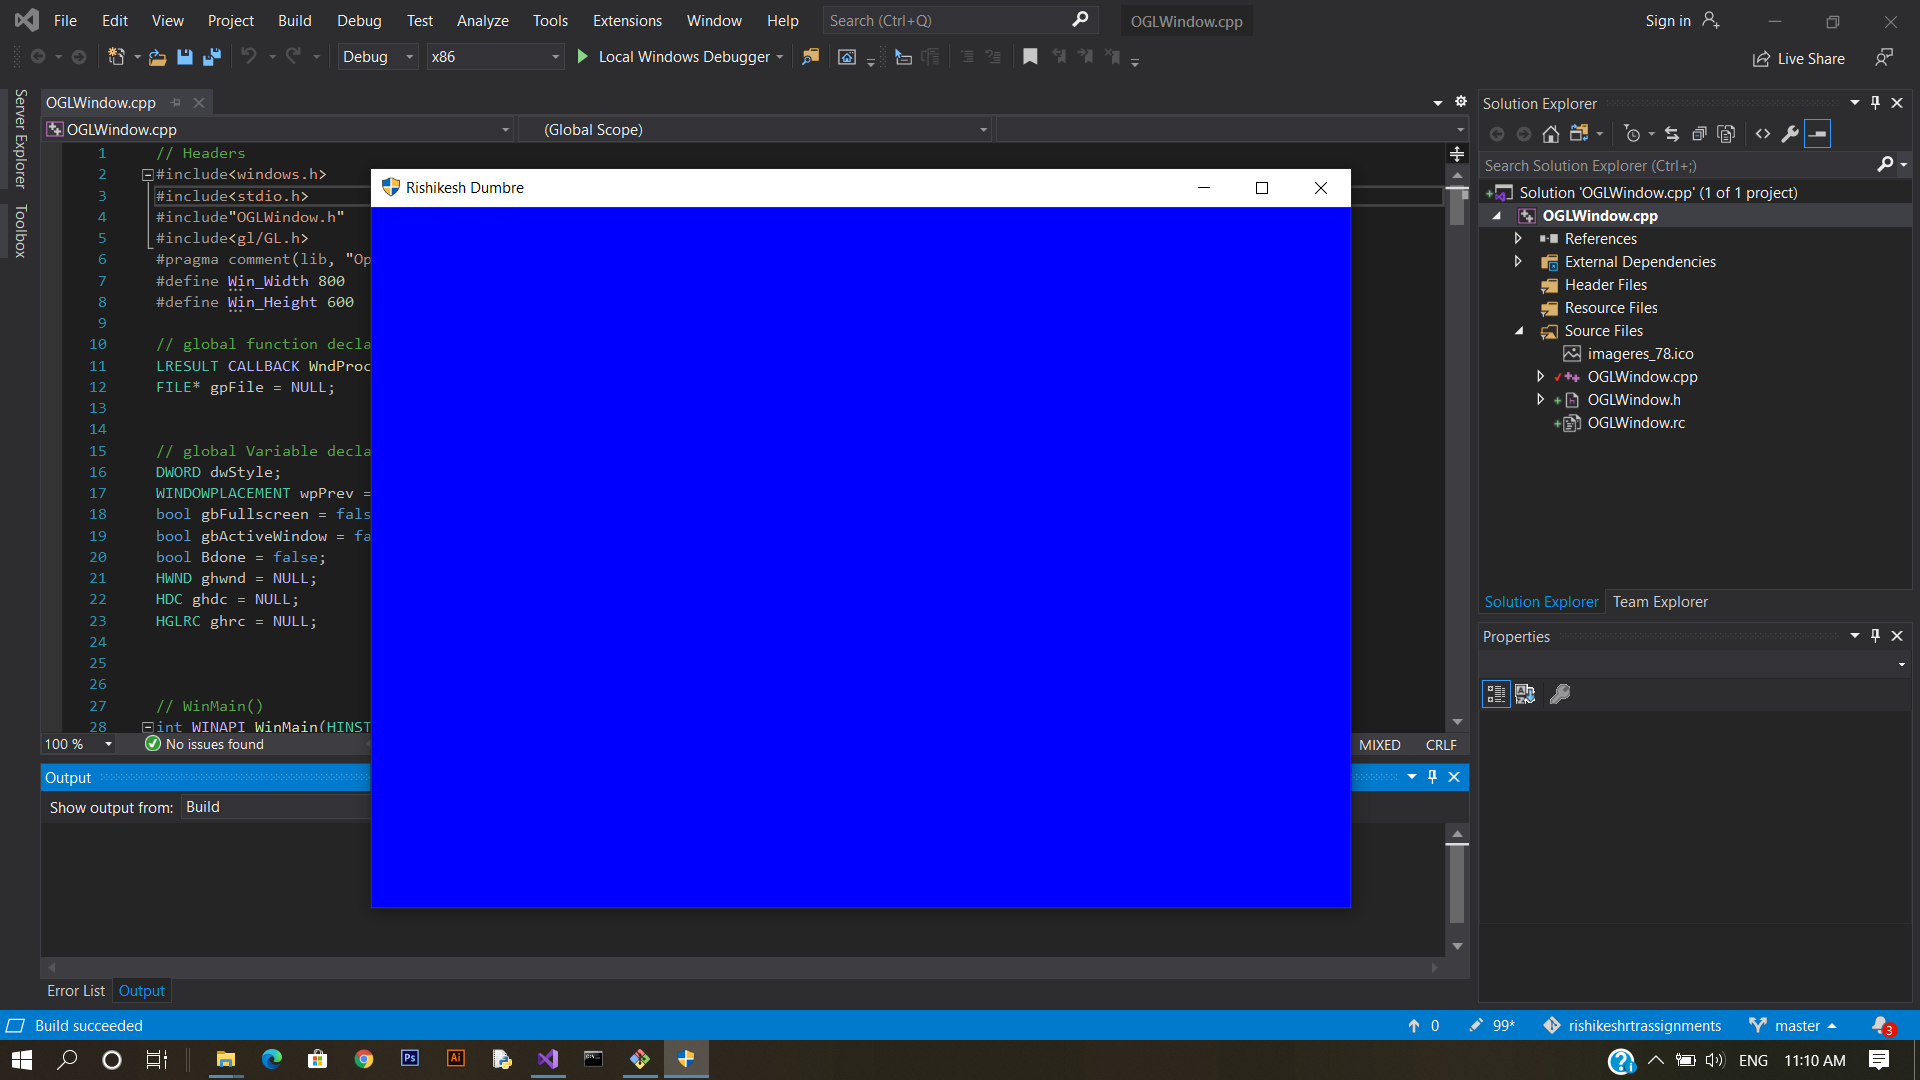 File Edit View Project Build Debug Test Analyze Tools Extensions Window Help Search (Ctrl+Q) OGLWindow.cpp Sign in
Debug x86 Local Windows Debugger Live Share
Server Explorer
Toolbox
OGLWindow.cpp
OGLWindow.cpp (Global Scope)
1 // Headers
2 #include<windows.h>
3 #include<stdio.h>
4 #include"OGLWindow.h"
5 #include<gl/GL.h>
6 #pragma comment(lib, "Op
7 #define Win_Width 800
8 #define Win_Height 600
9
10 // global function decla
11 LRESULT CALLBACK WndProc
12 FILE* gpFile = NULL;
13
14
15 // global Variable decla
16 DWORD dwStyle;
17 WINDOWPLACEMENT wpPrev =
18 bool gbFullscreen = fals
19 bool gbActiveWindow = fa
20 bool Bdone = false;
21 HWND ghwnd = NULL;
22 HDC ghdc = NULL;
23 HGLRC ghrc = NULL;
24
25
26
27 // WinMain()
28 int WINAPI WinMain(HINST
100 % No issues found MIXED CRLF
Rishikesh Dumbre
Output
Show output from: Build
Error List Output
Solution Explorer
Search Solution Explorer (Ctrl+;)
Solution 'OGLWindow.cpp' (1 of 1 project)
OGLWindow.cpp
References
External Dependencies
Header Files
Resource Files
Source Files
imageres_78.ico
OGLWindow.cpp
OGLWindow.h
OGLWindow.rc
Solution Explorer Team Explorer
Properties
Build succeeded 0 99* rishikeshrtrassignments master 3
Ps Ai ENG 11:10 AM